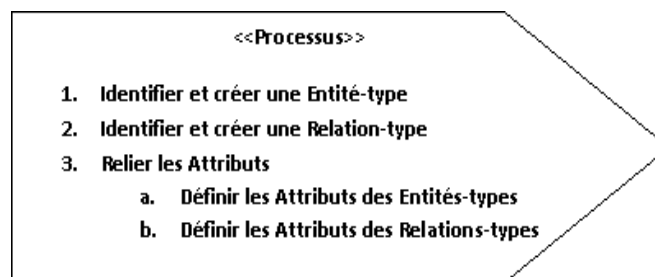 <<Processus>>
1. Identifier et créer une Entité-type
2. Identifier et créer une Relation-type
3. Relier les Attributs
a. Définir les Attributs des Entités-types
b. Définir les Attributs des Relations-types